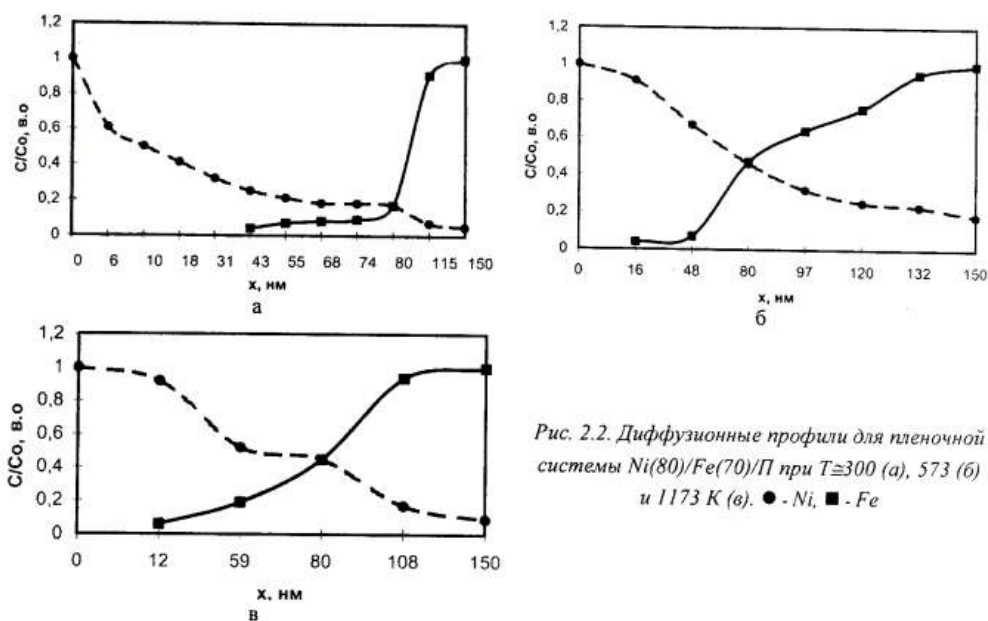 1,2
1
0,8
0,6
0,4
0,2
0
C/Co, в.о
0 6 10 18 31 43 55 68 74 80 115 150
x, нм
а
1,2
1
0,8
0,6
0,4
0,2
0
C/Co, в.о
0 16 48 80 97 120 132 150
x, нм
б
1,2
1
0,8
0,6
0,4
0,2
0
C/Co, в.о
0 12 59 80 108 150
x, нм
в
Рис. 2.2. Диффузионные профили для пленочной
системы Ni(80)/Fe(70)/П при T≅300 (а), 573 (б)
и 1173 К (в). ● - Ni, ■ - Fe